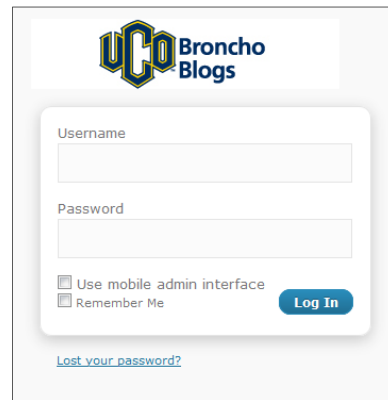 UCO Broncho
Blogs
Username
Password
Use mobile admin interface
Remember Me
Log In
Lost your password?